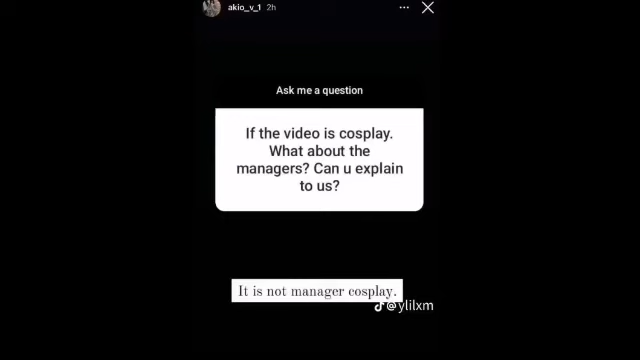 akio_v_1 2h
Ask me a question
If the video is cosplay.
What about the
managers? Can u explain
to us?
It is not manager cosplay.
@ylilxm